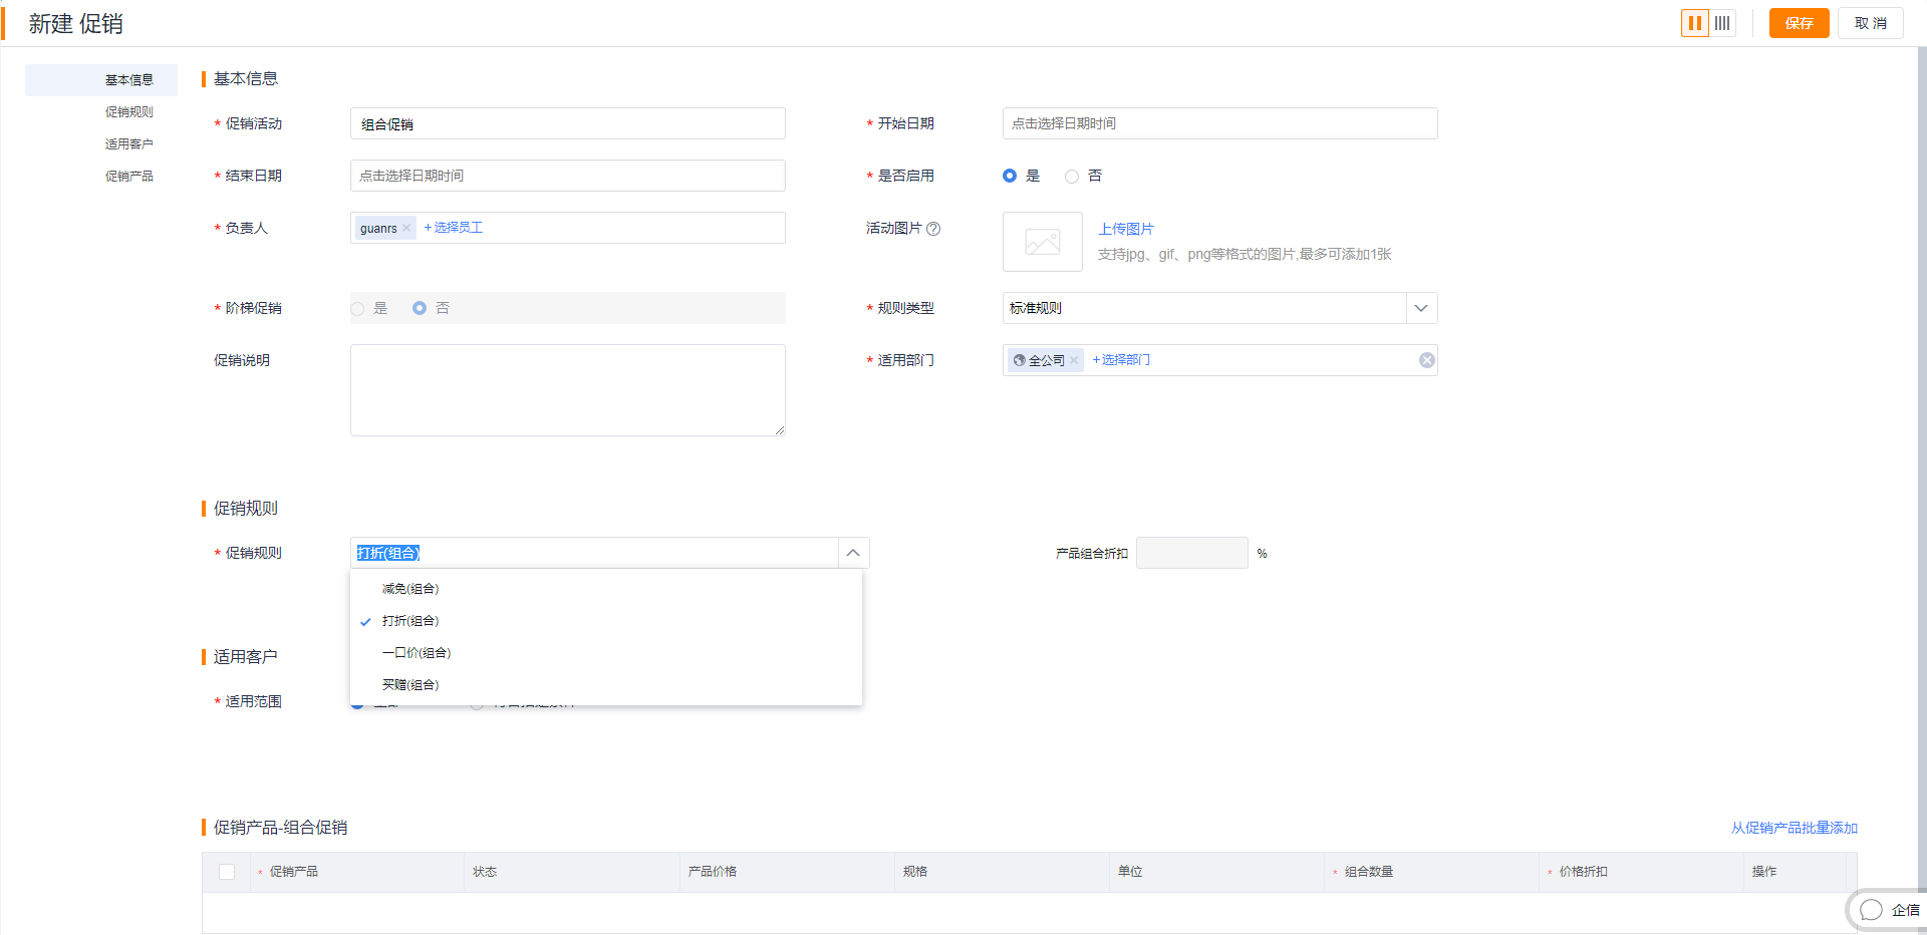 新建 促销
保存
取 消
基本信息
促销规则
适用客户
促销产品
基本信息
* 促销活动
组合促销
* 开始日期
点击选择日期时间
* 结束日期
点击选择日期时间
* 是否启用
是
否
* 负责人
guanrs × +选择员工
活动图片
上传图片
支持jpg、gif、png等格式的图片,最多可添加1张
* 阶梯促销
是
否
* 规则类型
标准规则
促销说明
* 适用部门
全公司 × +选择部门
促销规则
* 促销规则
打折(组合)
产品组合折扣
%
减免(组合)
打折(组合)
一口价(组合)
买赠(组合)
适用客户
* 适用范围
促销产品-组合促销
从促销产品批量添加
* 促销产品
状态
产品价格
规格
单位
* 组合数量
* 价格折扣
操作
企信